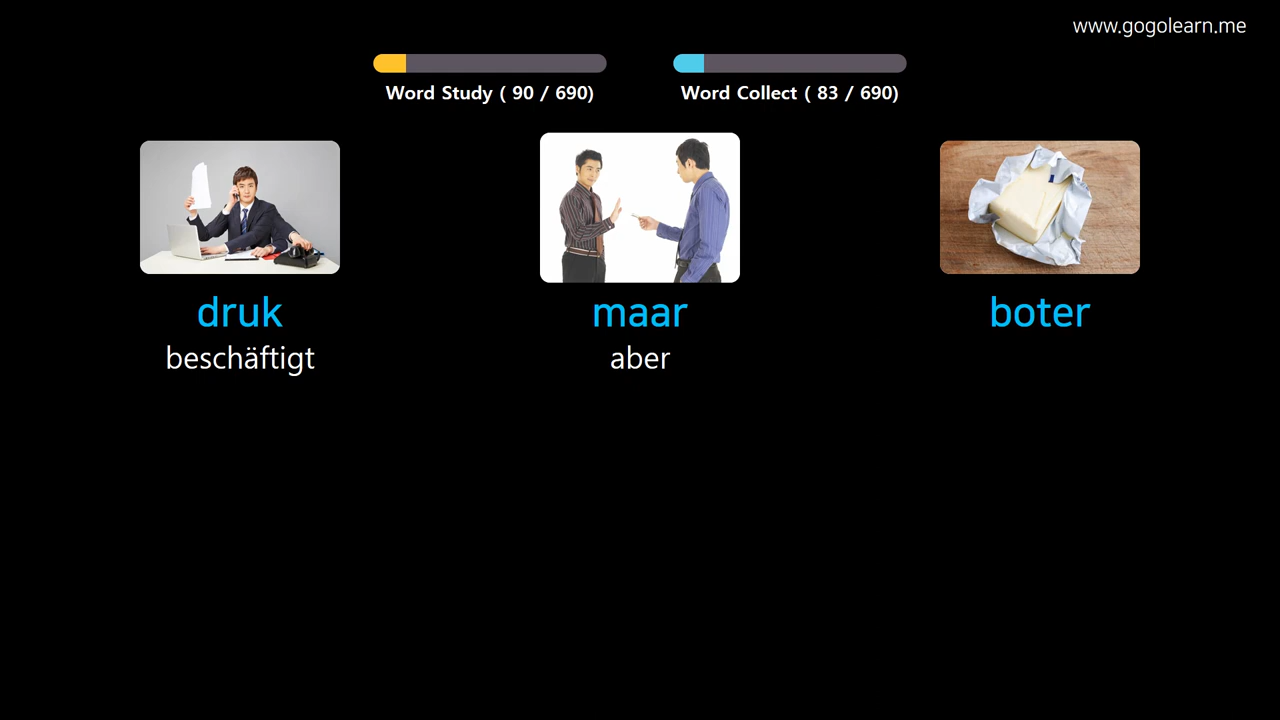 www.gogolearn.me
Word Study ( 90 / 690)
Word Collect ( 83 / 690)
druk
maar
boter
beschäftigt
aber